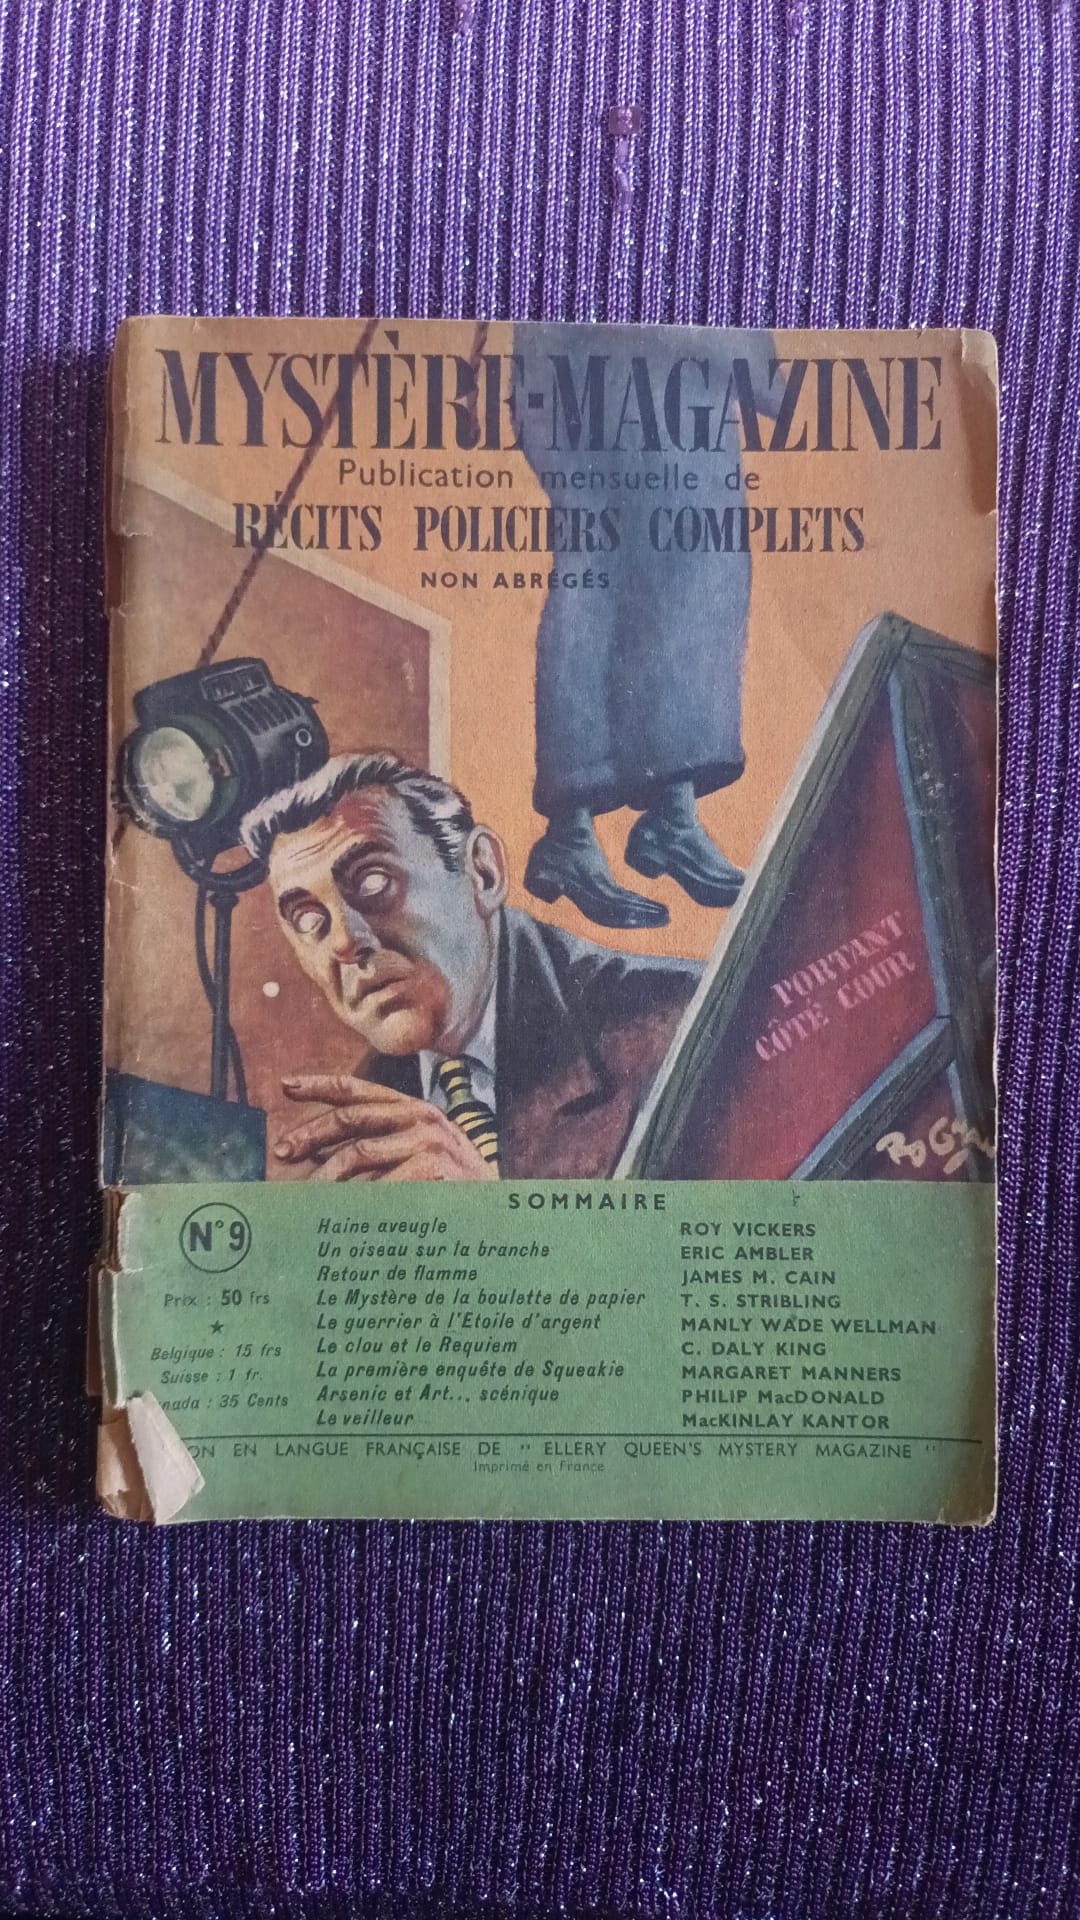 MYSTÈRE-MAGAZINE
Publication mensuelle de
RÉCITS POLICIERS COMPLETS
NON ABRÉGÉS
PORTANT
CÔTÉ COUR
SOMMAIRE
N° 9
Prix : 50 frs
★
Belgique : 15 frs
Suisse : 1 fr.
nada : 35 Cents
Haine aveugle ROY VICKERS
Un oiseau sur la branche ERIC AMBLER
Retour de flamme JAMES M. CAIN
Le Mystère de la boulette de papier T. S. STRIBLING
Le guerrier à l'Etoile d'argent MANLY WADE WELLMAN
Le clou et le Requiem C. DALY KING
La première enquête de Squeakie MARGARET MANNERS
Arsenic et Art... scénique PHILIP MacDONALD
Le veilleur MacKINLAY KANTOR
ON EN LANGUE FRANÇAISE DE " ELLERY QUEEN'S MYSTERY MAGAZINE "
Imprimé en France